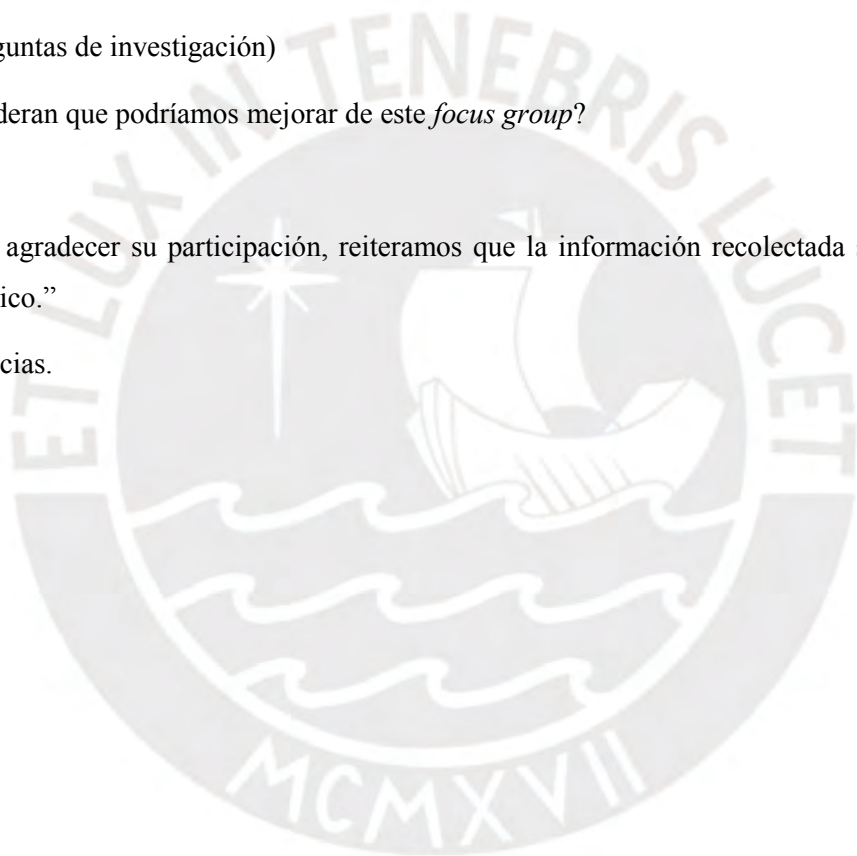 guntas de investigación)
deran que podríamos mejorar de este focus group?
agradecer su participación, reiteramos que la información recolectada
ico.”
cias.
ET LUX IN TENEBRIS LUCET
MCMXVII